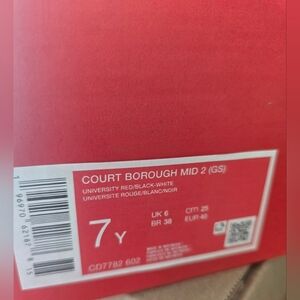 COURT BOROUGH MID 2 (GS)
UNIVERSITY RED/BLACK-WHITE
UNIVERSITE ROUGE/BLANC/NOIR
7 Y
UK 6 CM 25
BR 38 EUR 40
CD7782 602